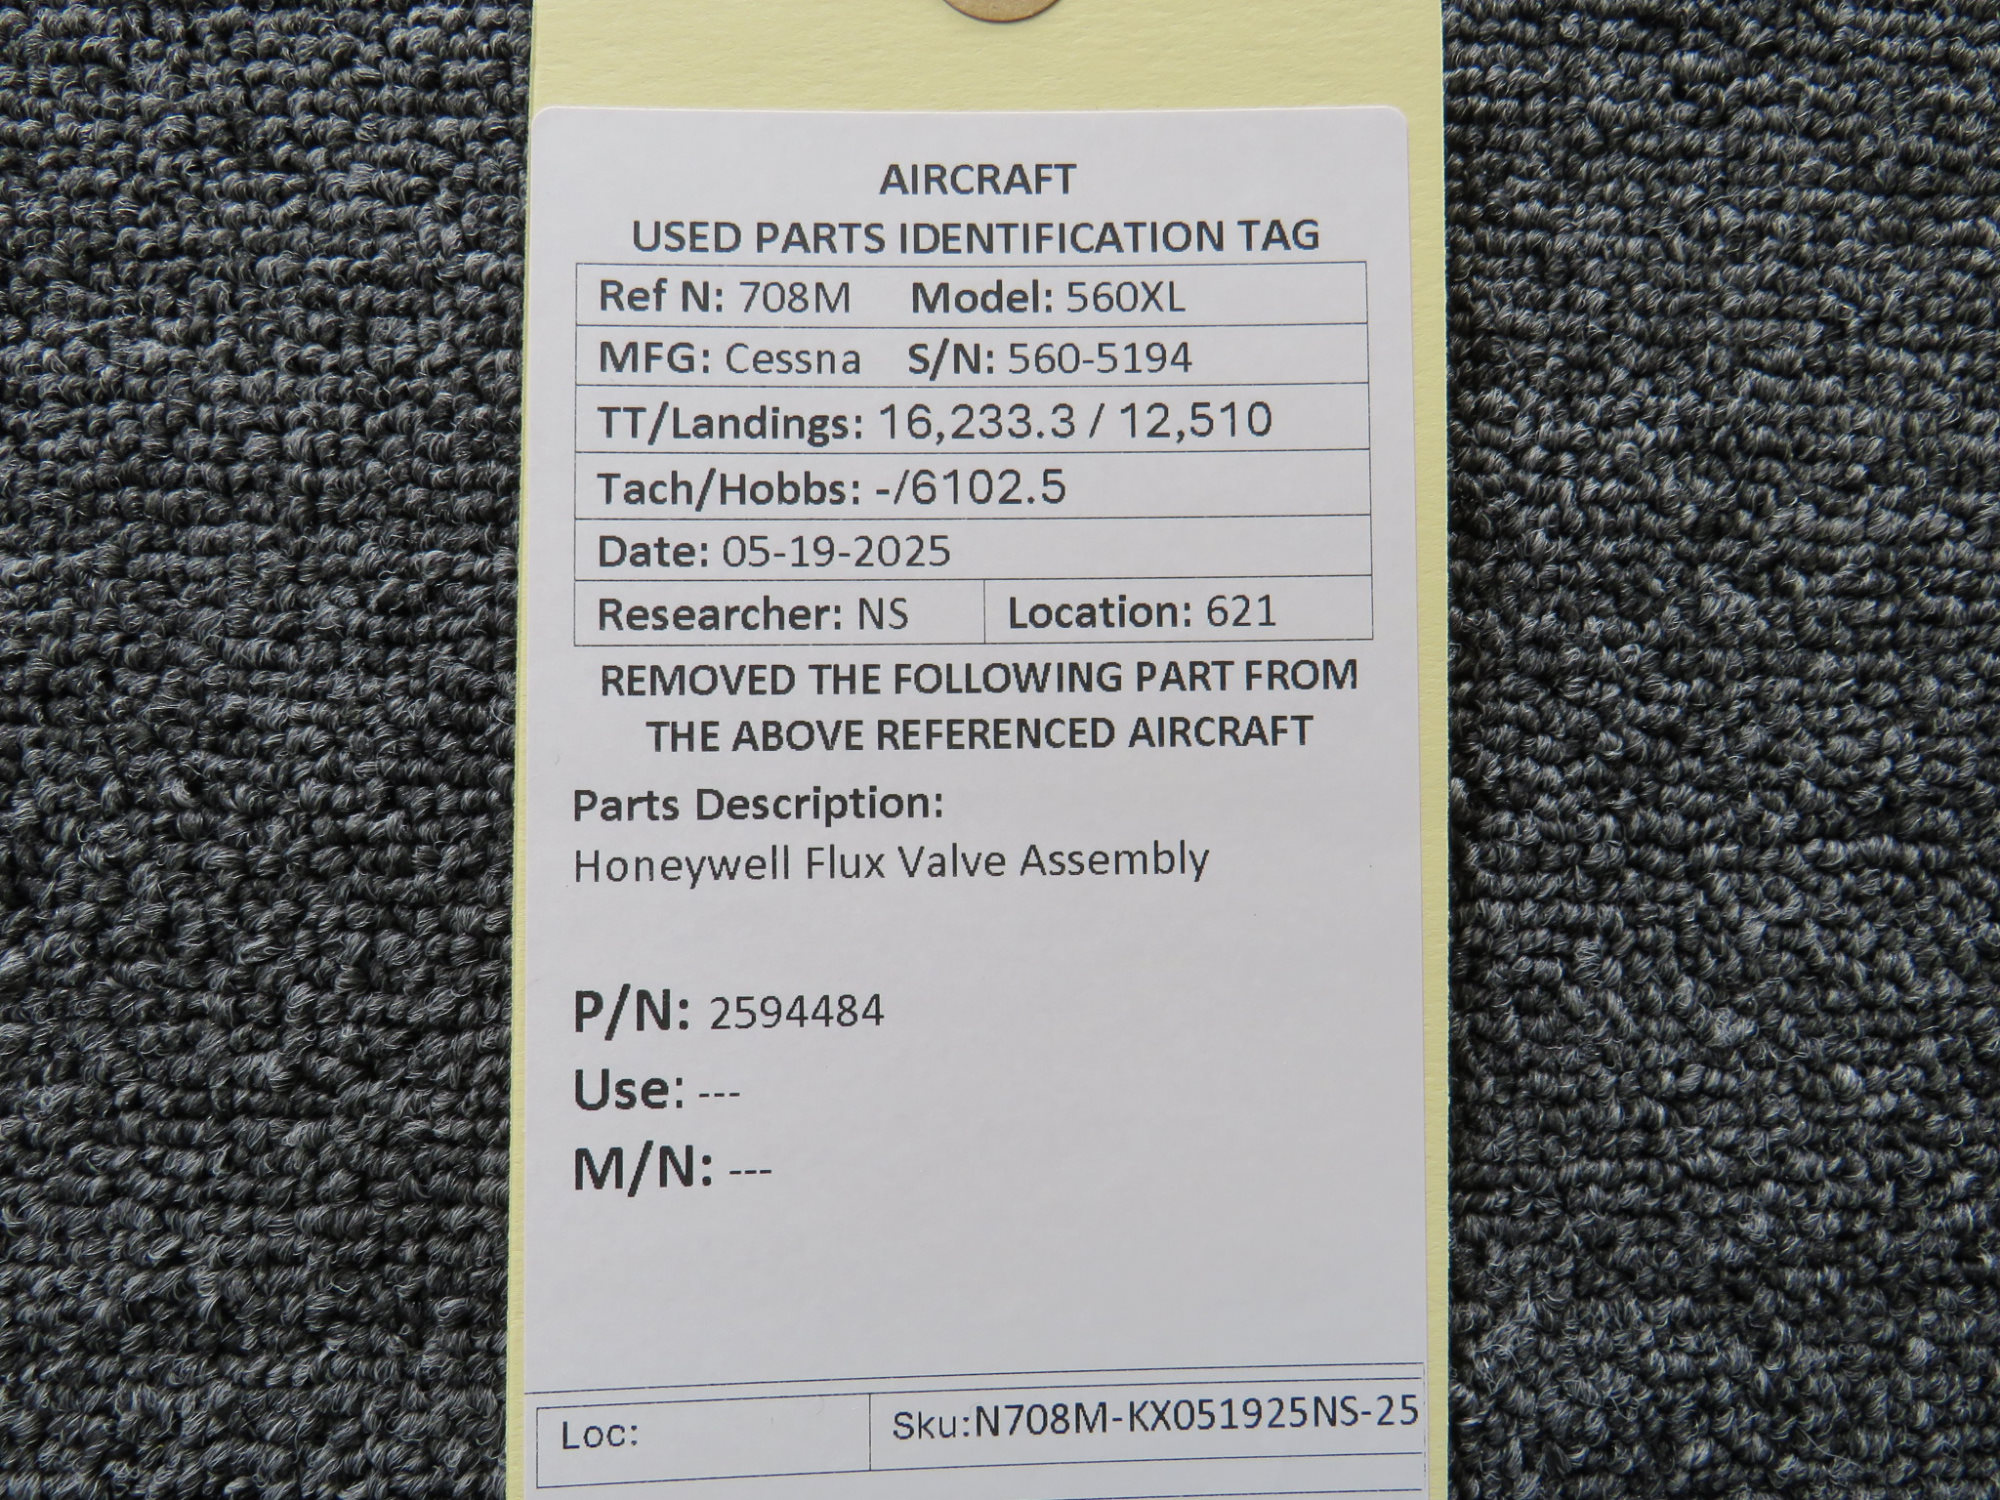 AIRCRAFT
USED PARTS IDENTIFICATION TAG
Ref N: 708M Model: 560XL
MFG: Cessna S/N: 560-5194
TT/Landings: 16,233.3 / 12,510
Tach/Hobbs: -/6102.5
Date: 05-19-2025
Researcher: NS Location: 621
REMOVED THE FOLLOWING PART FROM
THE ABOVE REFERENCED AIRCRAFT
Parts Description:
Honeywell Flux Valve Assembly
P/N: 2594484
Use: ---
M/N: ---
Loc: Sku:N708M-KX051925NS-25